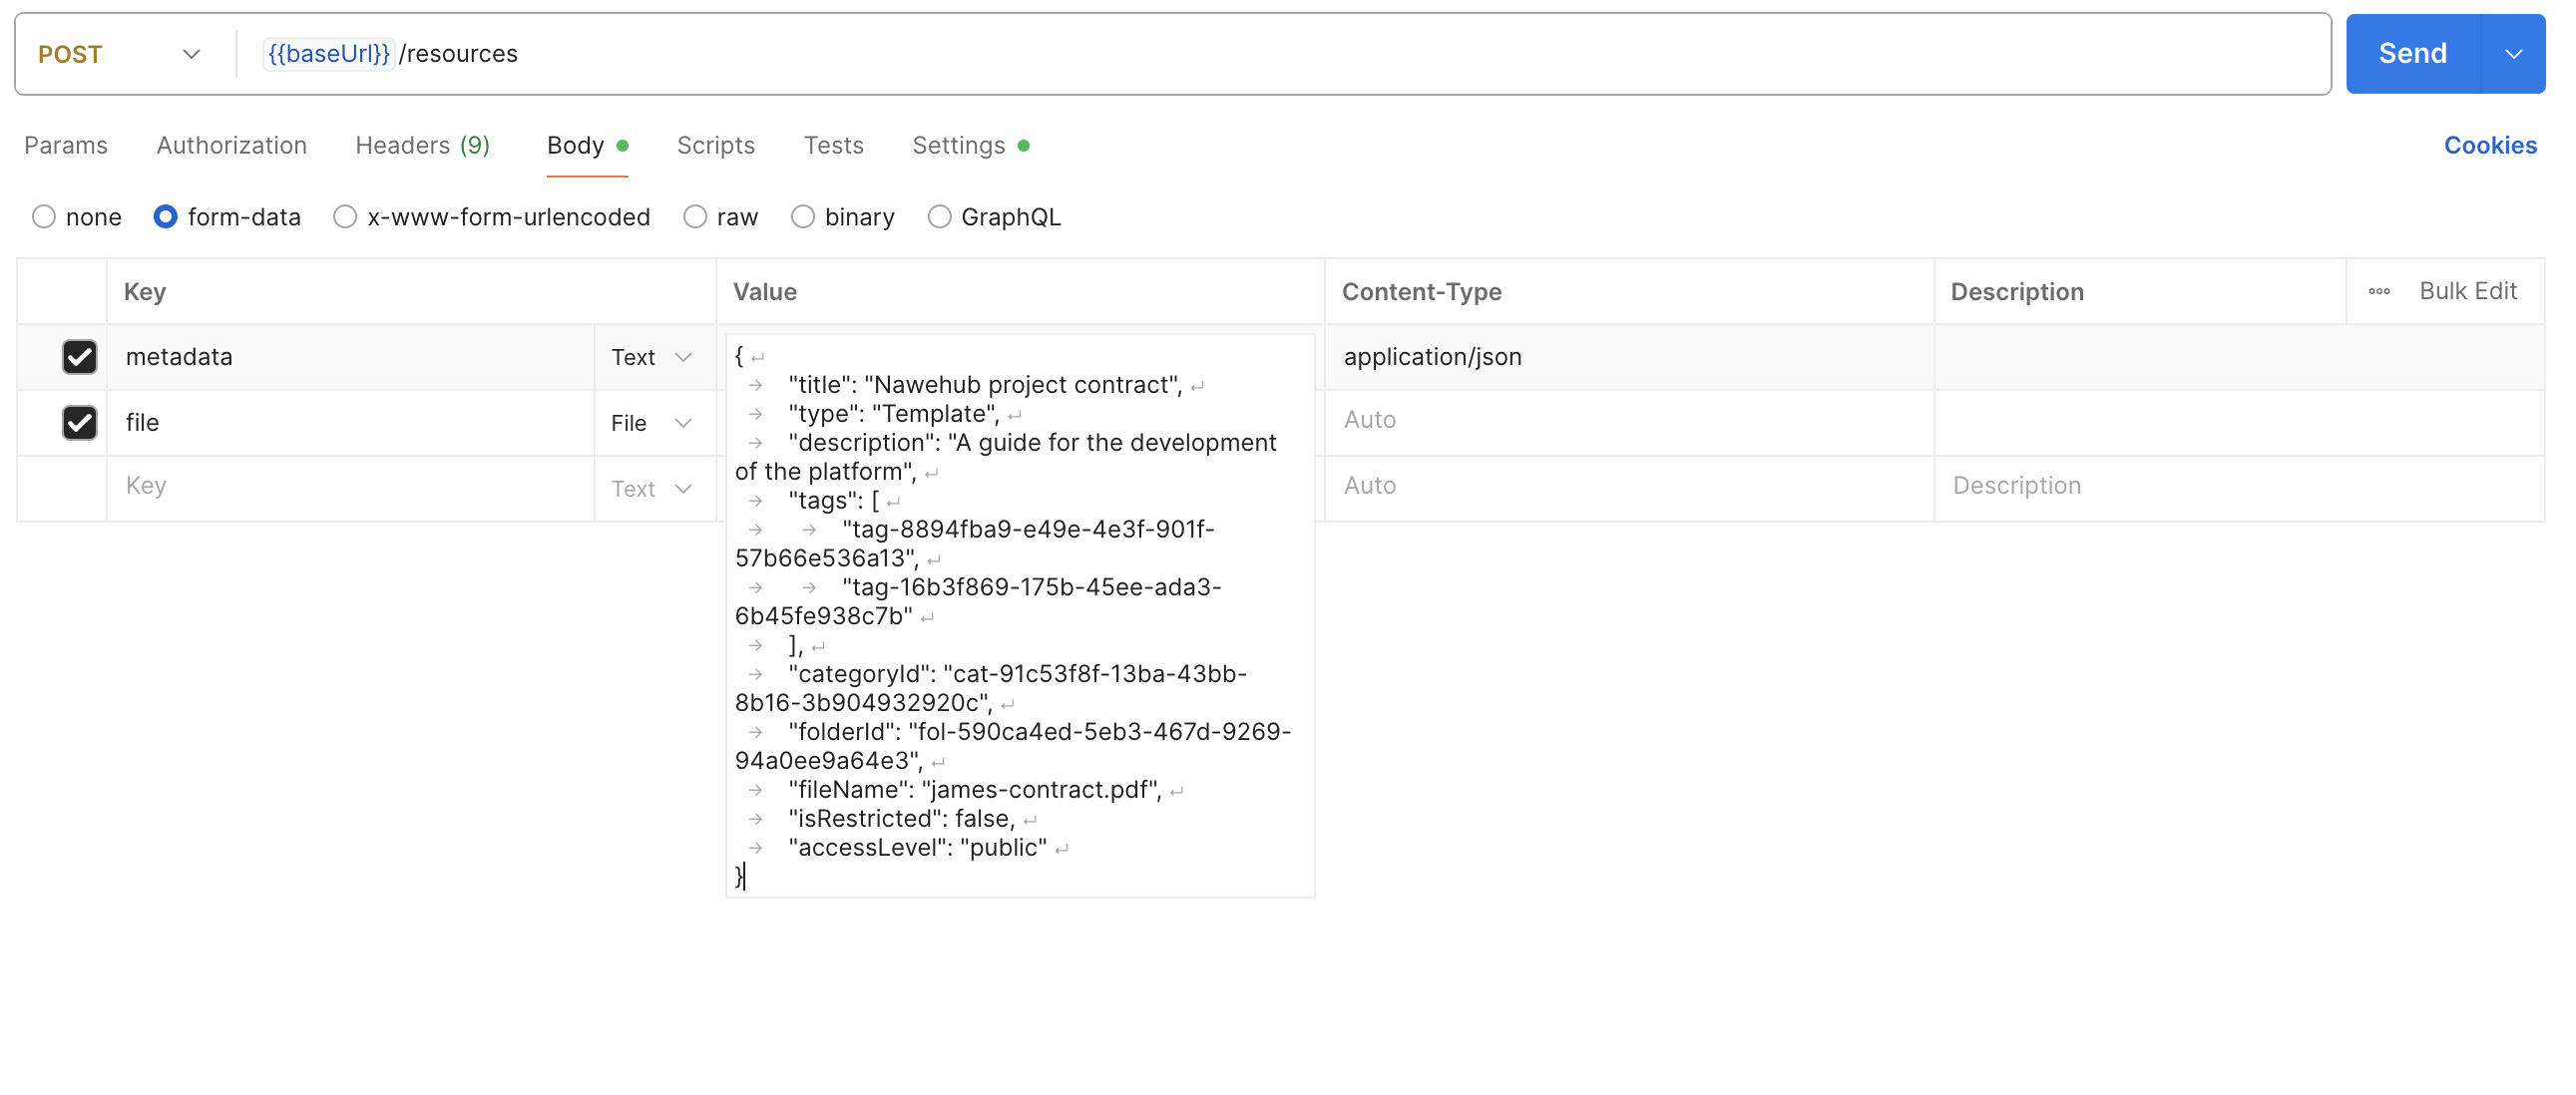 POST {{baseUrl}}/resources Send
Params Authorization Headers (9) Body Scripts Tests Settings Cookies
none form-data x-www-form-urlencoded raw binary GraphQL
Key Value Content-Type Description Bulk Edit
metadata Text application/json
file File Auto
Key Text Auto Description
{
"title": "Nawehub project contract",
"type": "Template",
"description": "A guide for the development
of the platform",
"tags": [
"tag-8894fba9-e49e-4e3f-901f-
57b66e536a13",
"tag-16b3f869-175b-45ee-ada3-
6b45fe938c7b"
],
"categoryId": "cat-91c53f8f-13ba-43bb-
8b16-3b904932920c",
"folderId": "fol-590ca4ed-5eb3-467d-9269-
94a0ee9a64e3",
"fileName": "james-contract.pdf",
"isRestricted": false,
"accessLevel": "public"
}